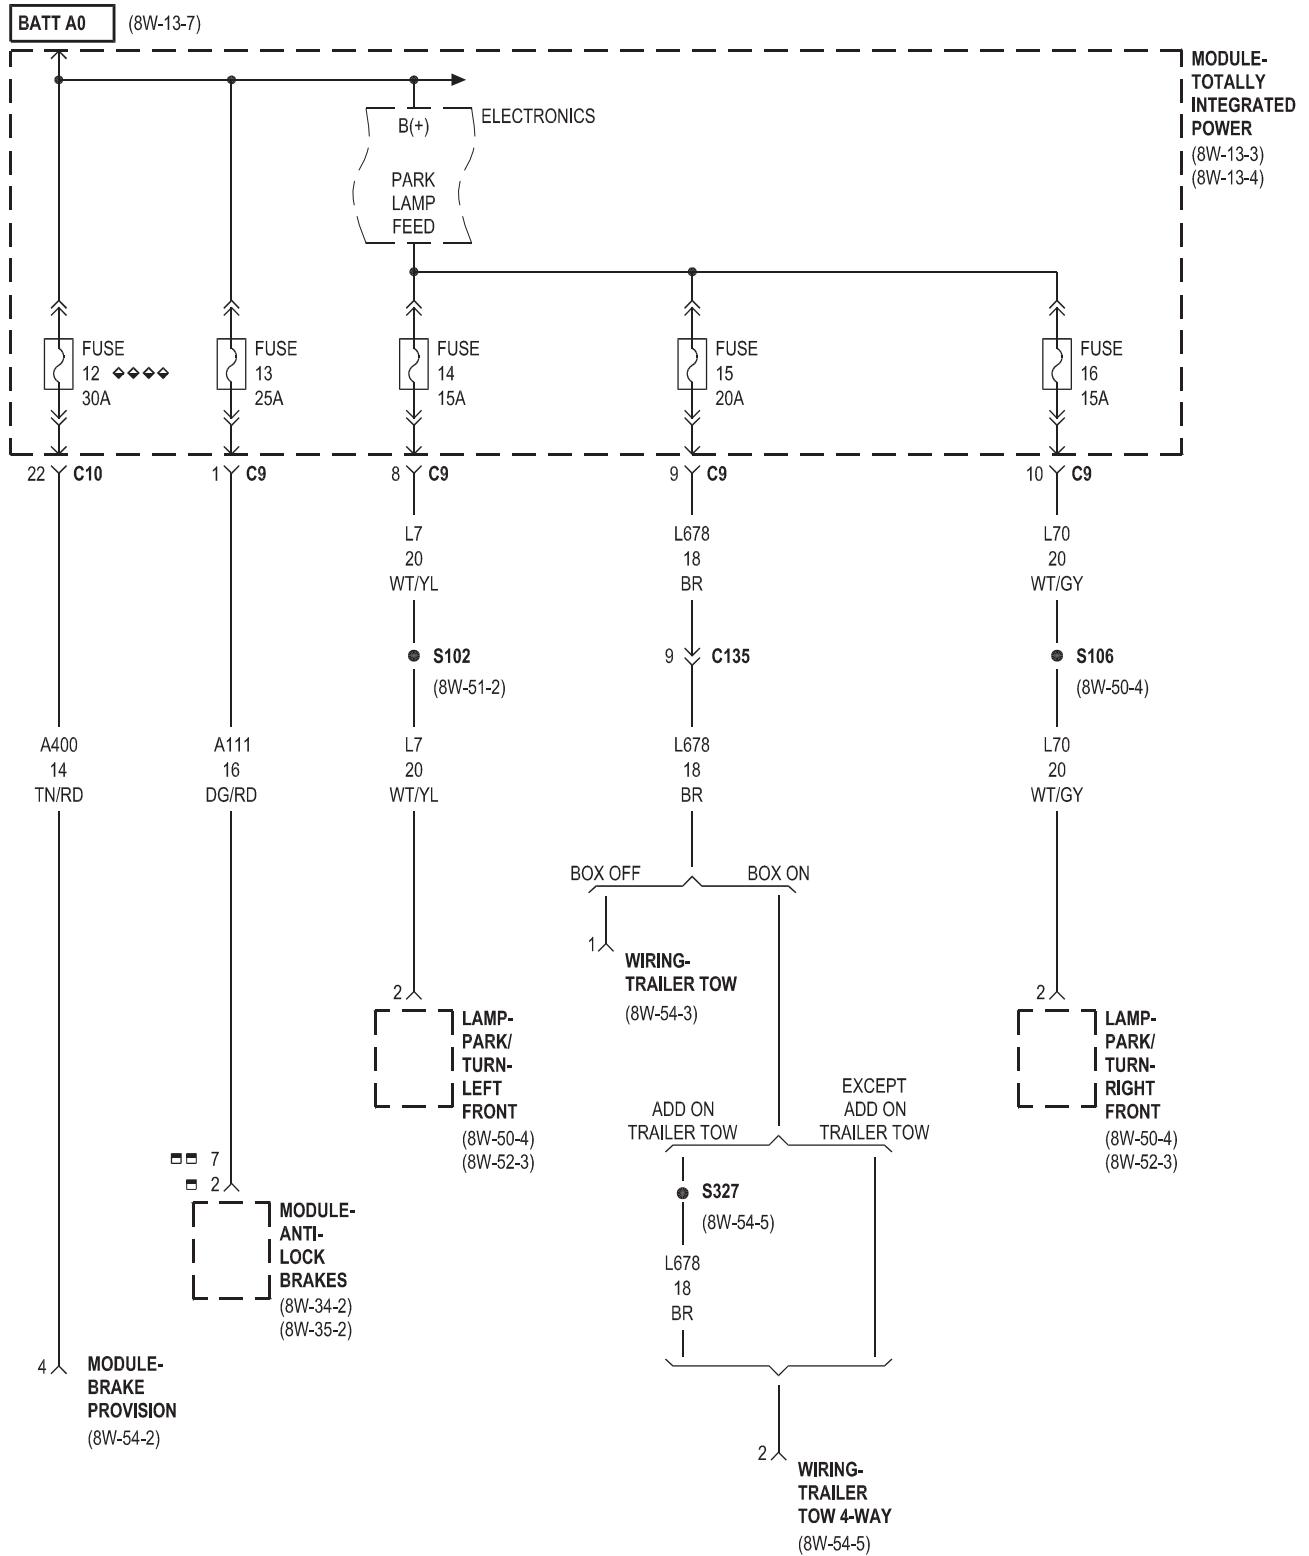 BATT A0 (8W-13-7)
MODULE-
TOTALLY
INTEGRATED
POWER
(8W-13-3)
(8W-13-4)
B(+)
ELECTRONICS
PARK
LAMP
FEED
FUSE
12
30A
FUSE
13
25A
FUSE
14
15A
FUSE
15
20A
FUSE
16
15A
22 C10
1 C9
8 C9
9 C9
10 C9
L7
20
WT/YL
L678
18
BR
L70
20
WT/GY
S102
(8W-51-2)
9 C135
S106
(8W-50-4)
A400
14
TN/RD
A111
16
DG/RD
L7
20
WT/YL
L678
18
BR
L70
20
WT/GY
BOX OFF
BOX ON
1
WIRING-
TRAILER TOW
(8W-54-3)
2
LAMP-
PARK/
TURN-
LEFT
FRONT
(8W-50-4)
(8W-52-3)
2
LAMP-
PARK/
TURN-
RIGHT
FRONT
(8W-50-4)
(8W-52-3)
ADD ON
TRAILER TOW
EXCEPT
ADD ON
TRAILER TOW
7
2
MODULE-
ANTI-
LOCK
BRAKES
(8W-34-2)
(8W-35-2)
S327
(8W-54-5)
L678
18
BR
4
MODULE-
BRAKE
PROVISION
(8W-54-2)
2
WIRING-
TRAILER
TOW 4-WAY
(8W-54-5)